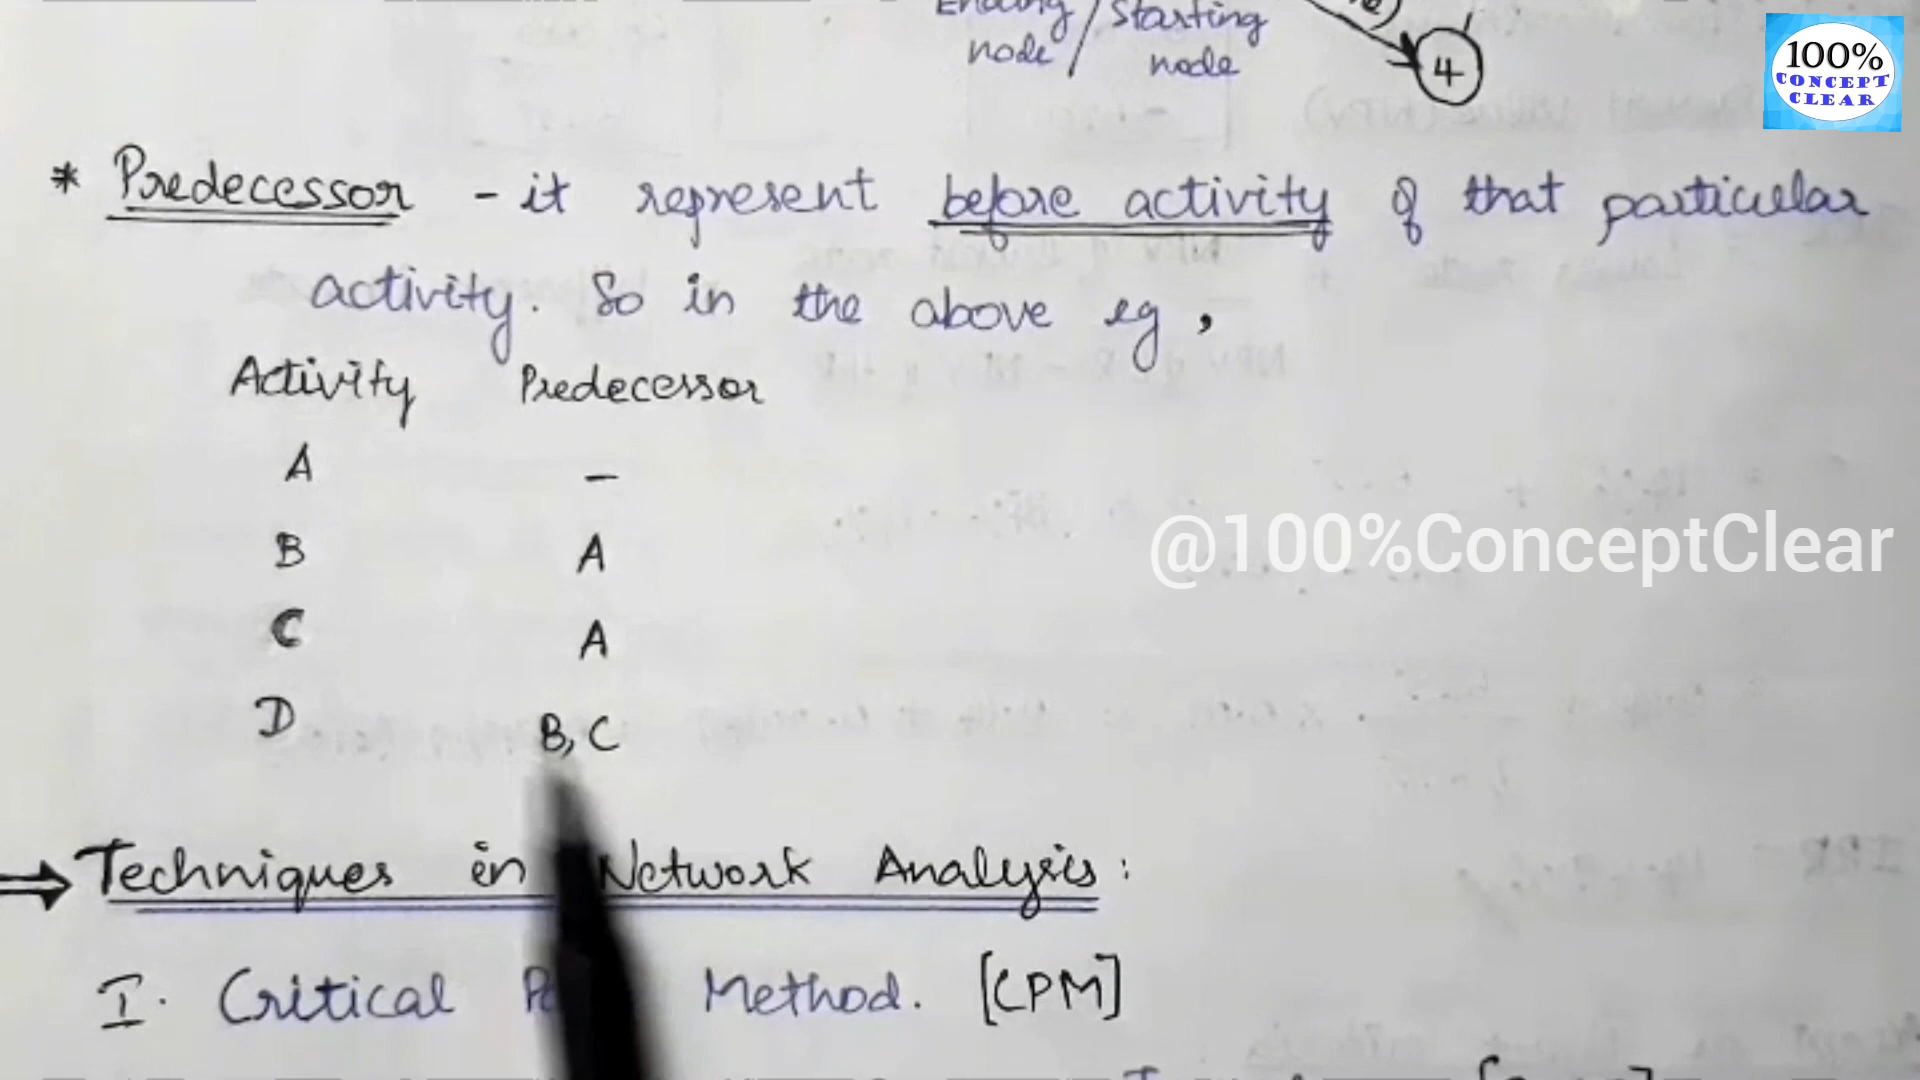 Ending / Starting
node / node
4
100%
CONCEPT
CLEAR
* Predecessor - it represent before activity of that particular
activity. So in the above eg,
Activity Predecessor
A -
B A
@100%ConceptClear
C A
D B, C
⇒ Techniques in Network Analysis:
I. Critical Method. [CPM]